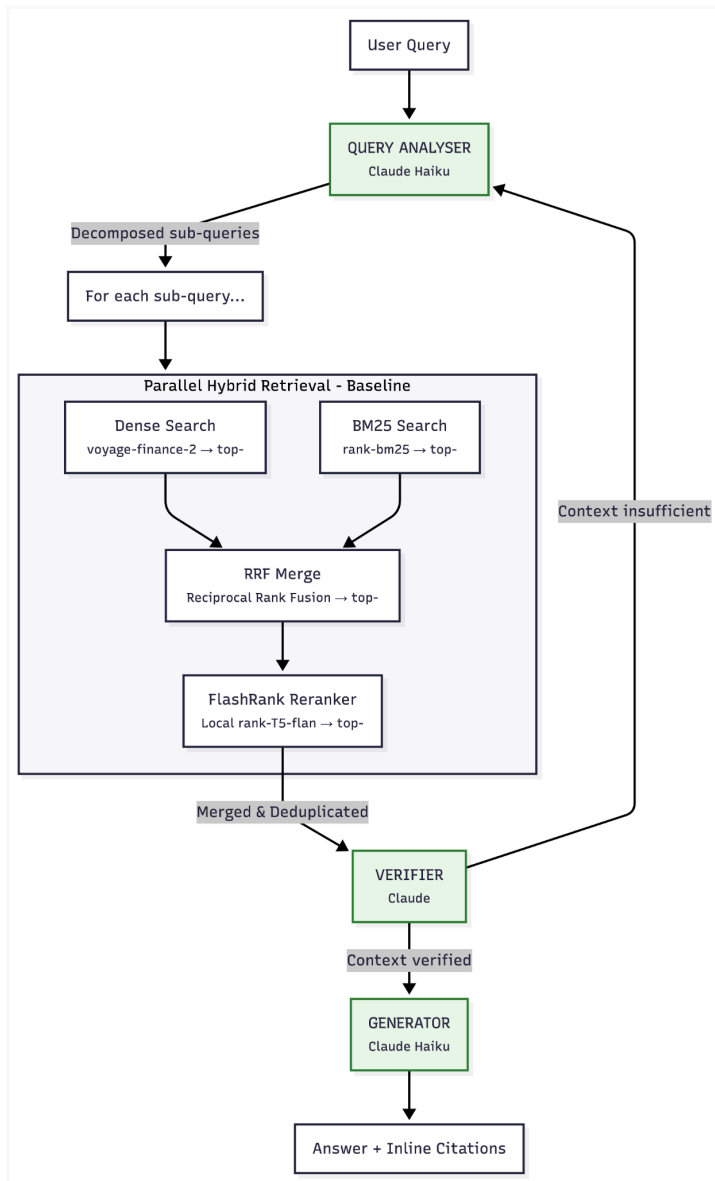 User Query
QUERY ANALYSER
Claude Haiku
Decomposed sub-queries
For each sub-query...
Parallel Hybrid Retrieval - Baseline
Dense Search
voyage-finance-2 → top-
BM25 Search
rank-bm25 → top-
Context insufficient
RRF Merge
Reciprocal Rank Fusion → top-
FlashRank Reranker
Local rank-T5-flan → top-
Merged & Deduplicated
VERIFIER
Claude
Context verified
GENERATOR
Claude Haiku
Answer + Inline Citations